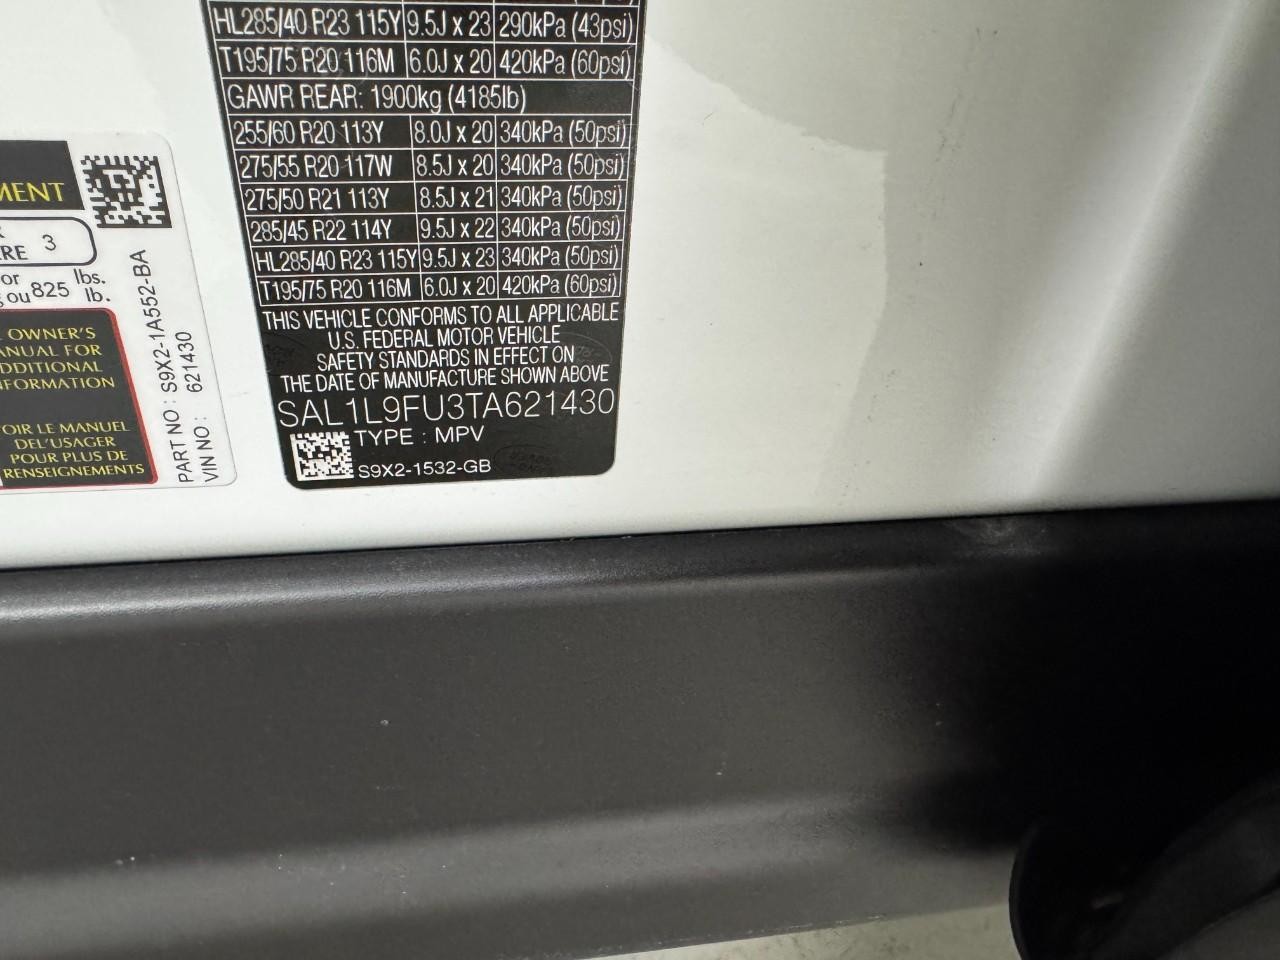 HL285/40 R23 115Y 9.5J x 23 290kPa (43psi)
T195/75 R20 116M 6.0J x 20 420kPa (60psi)
GAWR REAR: 1900kg (4185lb)
255/60 R20 113Y 8.0J x 20 340kPa (50psi)
275/55 R20 117W 8.5J x 20 340kPa (50psi)
275/50 R21 113Y 8.5J x 21 340kPa (50psi)
285/45 R22 114Y 9.5J x 22 340kPa (50psi)
HL285/40 R23 115Y 9.5J x 23 340kPa (50psi)
T195/75 R20 116M 6.0J x 20 420kPa (60psi)
THIS VEHICLE CONFORMS TO ALL APPLICABLE
U.S. FEDERAL MOTOR VEHICLE
SAFETY STANDARDS IN EFFECT ON
THE DATE OF MANUFACTURE SHOWN ABOVE
SAL1L9FU3TA621430
TYPE : MPV
S9X2-1532-GB
MENT
RE 3
or lbs.
ou 825 lb.
OWNER'S
ANUAL FOR
DDITIONAL
NFORMATION
OIR LE MANUEL
DEL'USAGER
POUR PLUS DE
RENSEIGNEMENTS
PART NO : S9X2-1A552-BA
VIN NO : 621430